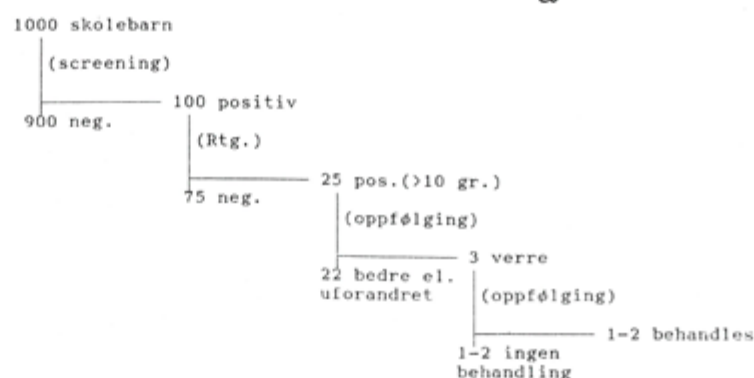 1000 skolebarn
(screening)
100 positiv
900 neg.
(Rtg.)
25 pos.(>10 gr.)
75 neg.
(oppfølging)
3 verre
22 bedre el.
uforandret
(oppfølging)
1-2 behandles
1-2 ingen
behandling